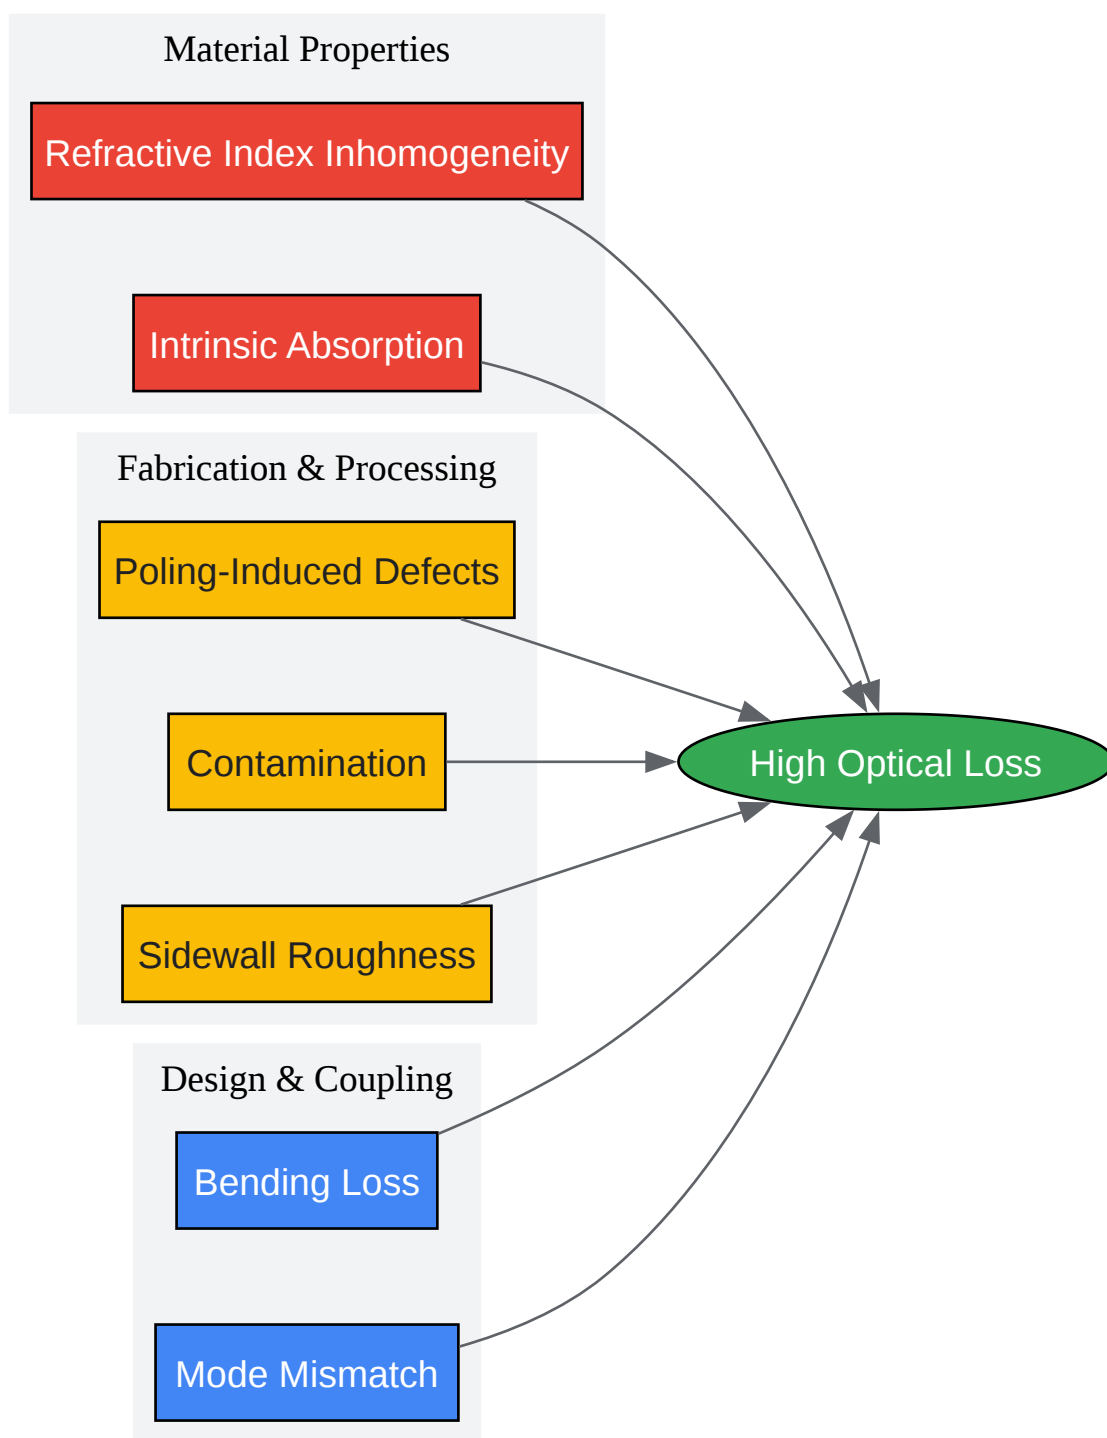 Material Properties
Refractive Index Inhomogeneity
Intrinsic Absorption
Fabrication & Processing
Poling-Induced Defects
Contamination
High Optical Loss
Sidewall Roughness
Design & Coupling
Bending Loss
Mode Mismatch